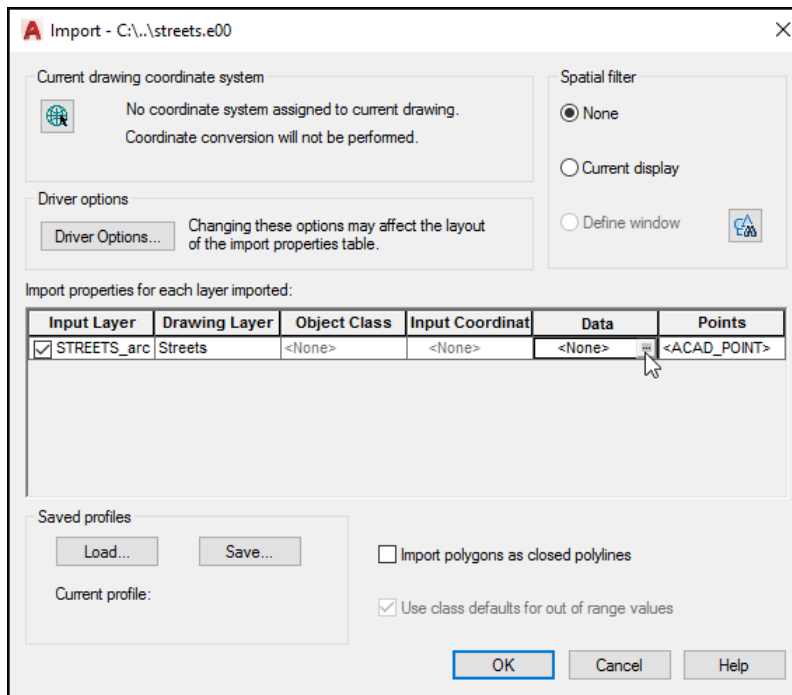 Import - C:\..\streets.e00
Current drawing coordinate system
No coordinate system assigned to current drawing.
Coordinate conversion will not be performed.
Spatial filter
None
Current display
Define window
Driver options
Driver Options...
Changing these options may affect the layout
of the import properties table.
Import properties for each layer imported:
Input Layer Drawing Layer Object Class Input Coordinat Data Points
STREETS_arc Streets <None> <None> <None> ... <ACAD_POINT>
Saved profiles
Load... Save...
Current profile:
Import polygons as closed polylines
Use class defaults for out of range values
OK Cancel Help